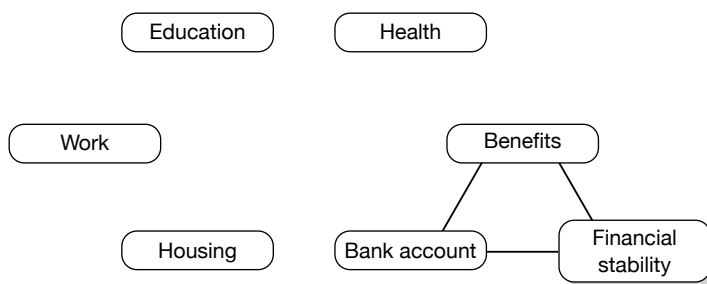 Education
Health
Work
Benefits
Housing
Bank account
Financial
stability